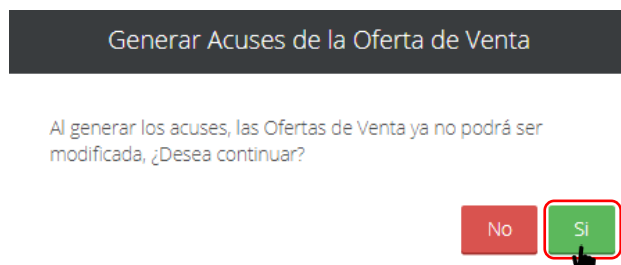 Generar Acuses de la Oferta de Venta
Al generar los acuses, las Ofertas de Venta ya no podrá ser
modificada, ¿Desea continuar?
No
Si